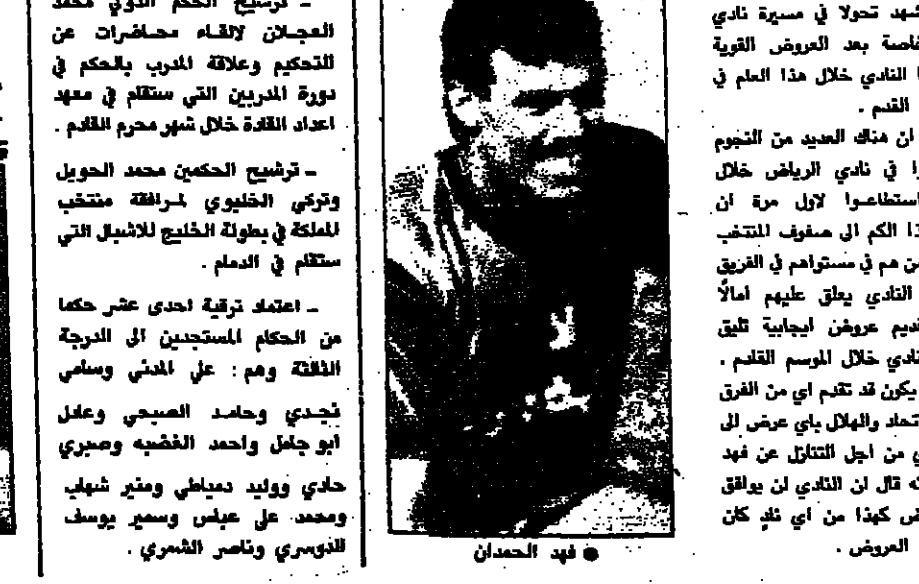 شهد تحولا في مسيرة نادي
خاصة بعد العروض القوية
النادي خلال هذا العام في
القدم .
ان هناك العديد من النجوم
في نادي الرياض خلال
استطاعوا لاول مرة ان
الكم الى صفوف المنتخب
من هم في مستواهم في الفريق
النادي يعلق عليهم امالاً
عروض ايجابية تليق
خلال الموسم القادم .
يكون قد تقدم اي من الفرق
والهلال باي عرض الى
من اجل التنازل عن فهد
قال ان النادي لن يوافق
كهذا من اي نادٍ كان
العروض .
فهد الحمدان
ـ ترشيح الحكم الدولي محمد
العجلان لالقاء محاضرات عن
التحكيم وعلاقة المدرب بالحكم في
دورة المدربين التي ستقام في معهد
اعداد القادة خلال شهر محرم القادم .
ـ ترشيح الحكمين محمد الحويل
وتركي الخليوي لمرافقة منتخب
المملكة في بطولة الخليج للاشبال التي
ستقام في الدمام .
ـ اعتماد ترقية احدى عشر حكما
من الحكام المستجدين الى الدرجة
الثالثة وهم : علي المدني وسامي
نجدي وحامد الصبحي وعادل
ابو جامل واحمد الغضبه وصبري
حادي ووليد دمياطي ومنير شهاب
ومحمد علي عباس وسمير يوسف
الدوسري وناصر الشمري .